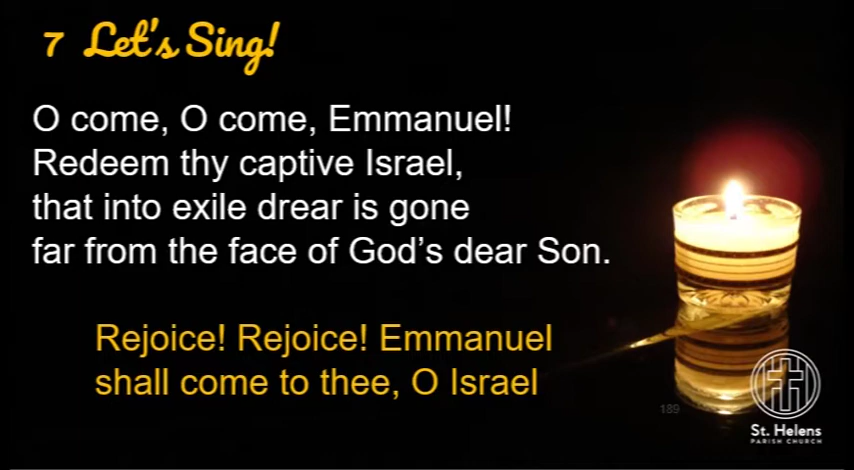 7 Let's Sing!
O come, O come, Emmanuel!
Redeem thy captive Israel,
that into exile drear is gone
far from the face of God's dear Son.
Rejoice! Rejoice! Emmanuel
shall come to thee, O Israel
189
St. Helens
PARISH CHURCH